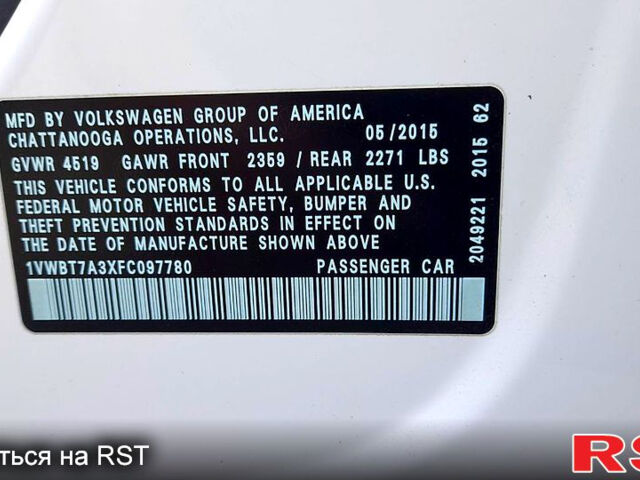 MFD BY VOLKSWAGEN GROUP OF AMERICA
CHATTANOOGA OPERATIONS, LLC. 05/2015
GVWR 4519 GAWR FRONT 2359 / REAR 2271 LBS
THIS VEHICLE CONFORMS TO ALL APPLICABLE U.S.
FEDERAL MOTOR VEHICLE SAFETY, BUMPER AND
THEFT PREVENTION STANDARDS IN EFFECT ON
THE DATE OF MANUFACTURE SHOWN ABOVE
1VWBT7A3XFC097780 PASSENGER CAR
2049221 2015 62
на RST